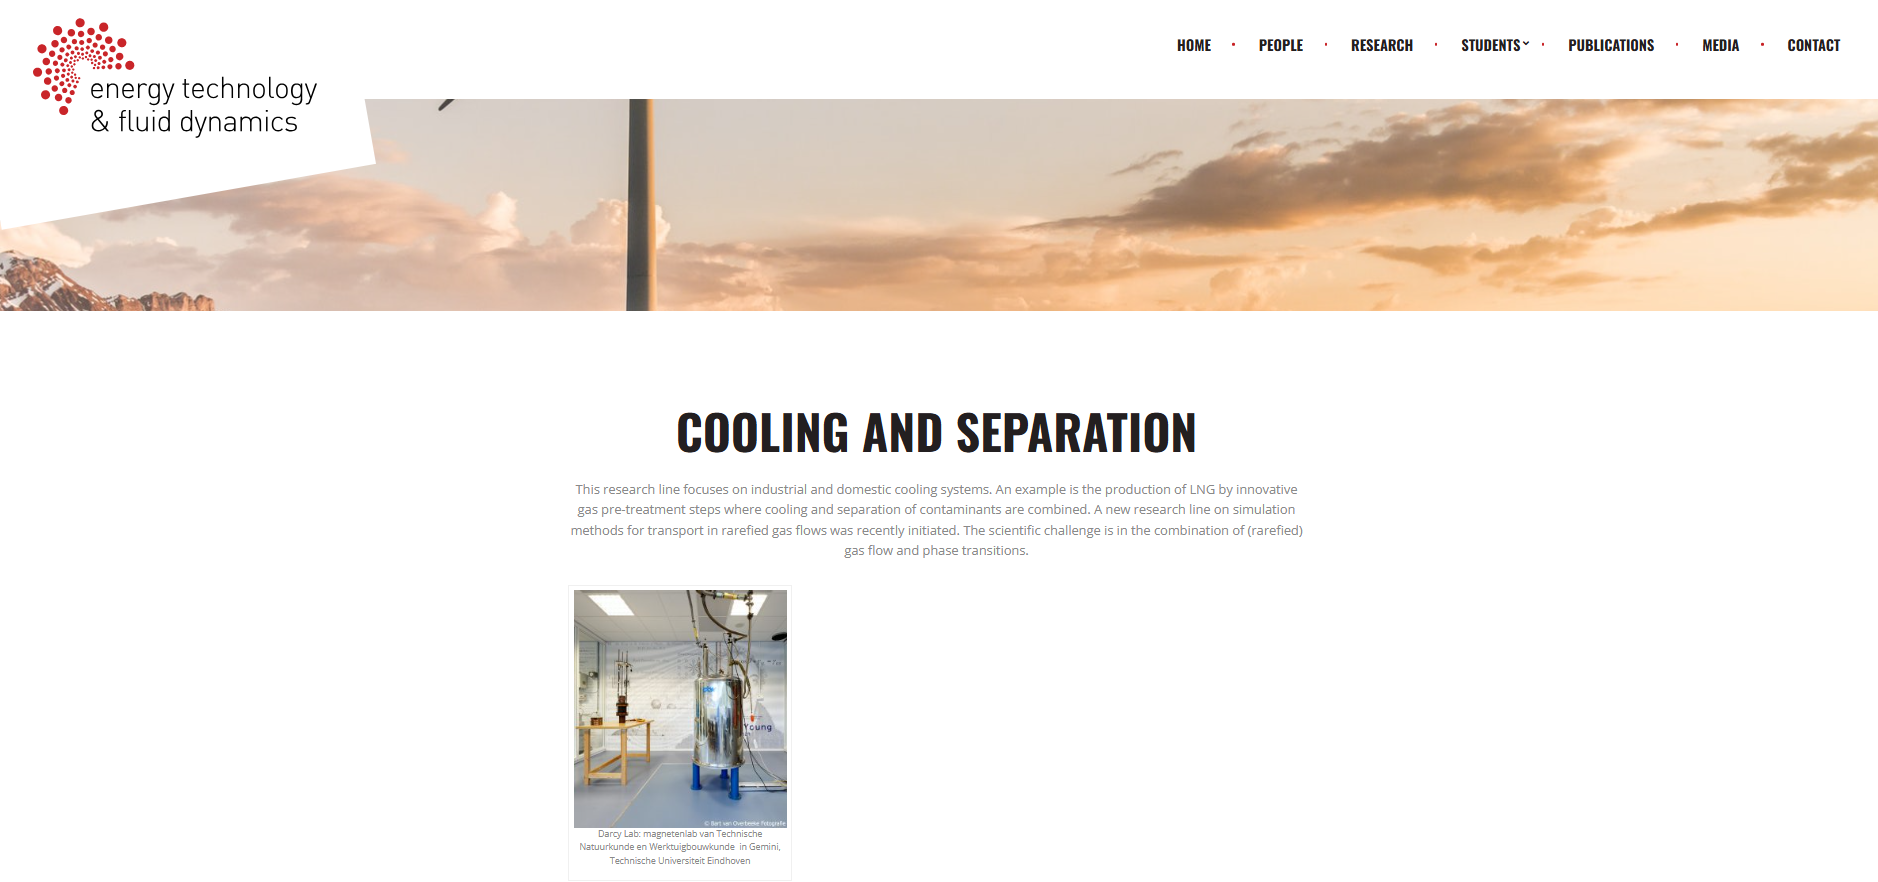 energy technology
& fluid dynamics
HOME
PEOPLE
RESEARCH
STUDENTS
PUBLICATIONS
MEDIA
CONTACT
COOLING AND SEPARATION
This research line focuses on industrial and domestic cooling systems. An example is the production of LNG by innovative
gas pre-treatment steps where cooling and separation of contaminants are combined. A new research line on simulation
methods for transport in rarefied gas flows was recently initiated. The scientific challenge is in the combination of (rarefied)
gas flow and phase transitions.
Young
© Bart van Overbeeke Fotografie
Darcy Lab: magnetenlab van Technische
Natuurkunde en Werktuigbouwkunde in Gemini,
Technische Universiteit Eindhoven